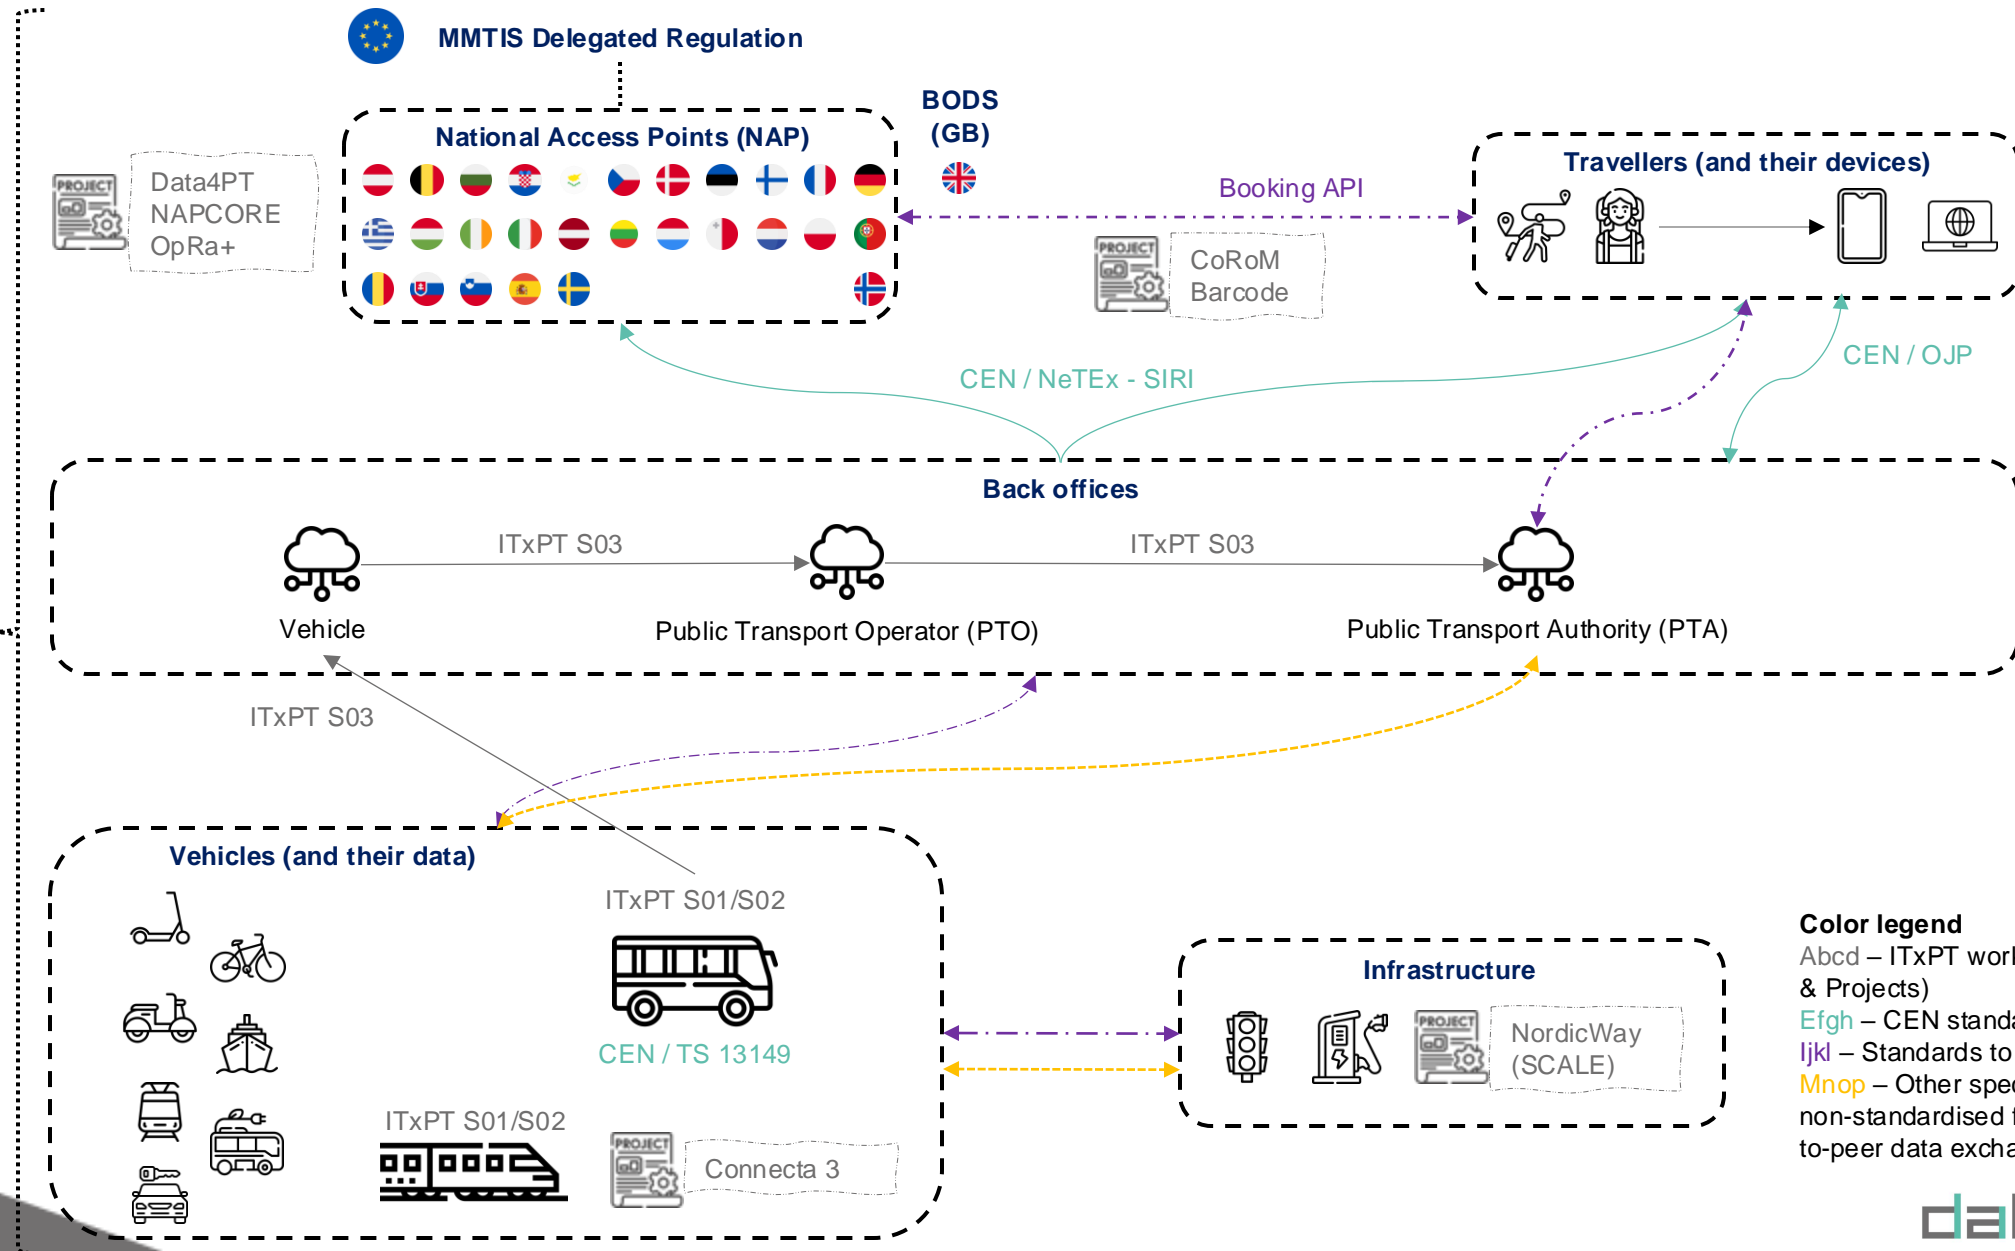 MMTIS Delegated Regulation
BODS
(GB)
National Access Points (NAP)
PROJECT
Data4PT
NAPCORE
OpRa+
Booking API
PROJECT
CoRoM
Barcode
Travellers (and their devices)
CEN / NeTEx - SIRI
CEN / OJP
Back offices
ITxPT S03
ITxPT S03
Vehicle
Public Transport Operator (PTO)
Public Transport Authority (PTA)
ITxPT S03
Vehicles (and their data)
ITxPT S01/S02
CEN / TS 13149
ITxPT S01/S02
PROJECT
Connecta 3
Infrastructure
PROJECT
NordicWay
(SCALE)
Color legend
Abcd – ITxPT
& Projects)
Efgh – CEN
Ijkl – Standards to
Mnop – Other
non-standardised
to-peer data